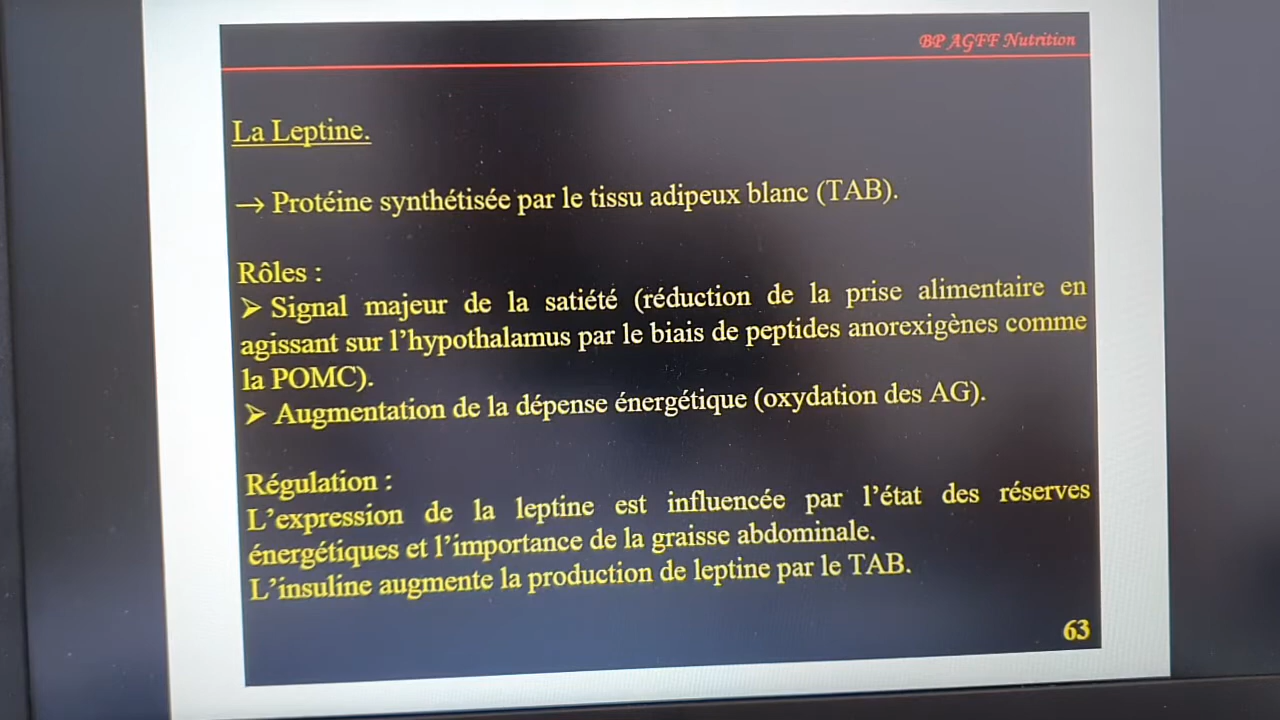 BP AGFF Nutrition
La Leptine.
→ Protéine synthétisée par le tissu adipeux blanc (TAB).
Rôles :
➢ Signal majeur de la satiété (réduction de la prise alimentaire en
agissant sur l’hypothalamus par le biais de peptides anorexigènes comme
la POMC).
➢ Augmentation de la dépense énergétique (oxydation des AG).
Régulation :
L’expression de la leptine est influencée par l’état des réserves
énergétiques et l’importance de la graisse abdominale.
L’insuline augmente la production de leptine par le TAB.
63